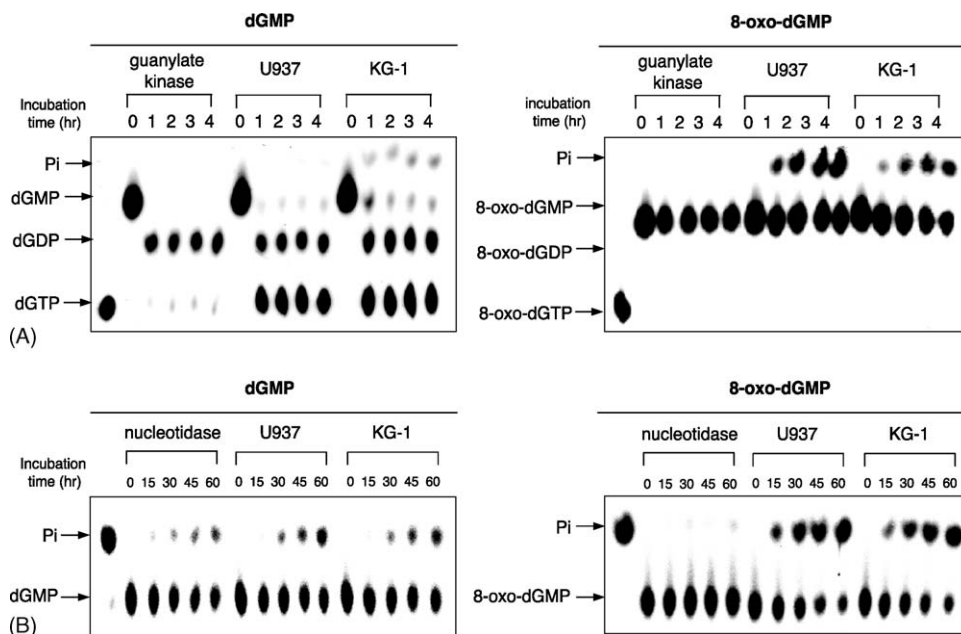 dGMP
guanylate kinase U937 KG-1
Incubation time (hr) 0 1 2 3 4 0 1 2 3 4 0 1 2 3 4
Pi
dGMP
dGDP
dGTP
(A)
8-oxo-dGMP
guanylate kinase U937 KG-1
incubation time (hr) 0 1 2 3 4 0 1 2 3 4 0 1 2 3 4
Pi
8-oxo-dGMP
8-oxo-dGDP
8-oxo-dGTP
dGMP
nucleotidase U937 KG-1
Incubation time (hr) 0 15 30 45 60 0 15 30 45 60 0 15 30 45 60
Pi
dGMP
(B)
8-oxo-dGMP
nucleotidase U937 KG-1
0 15 30 45 60 0 15 30 45 60 0 15 30 45 60
Pi
8-oxo-dGMP